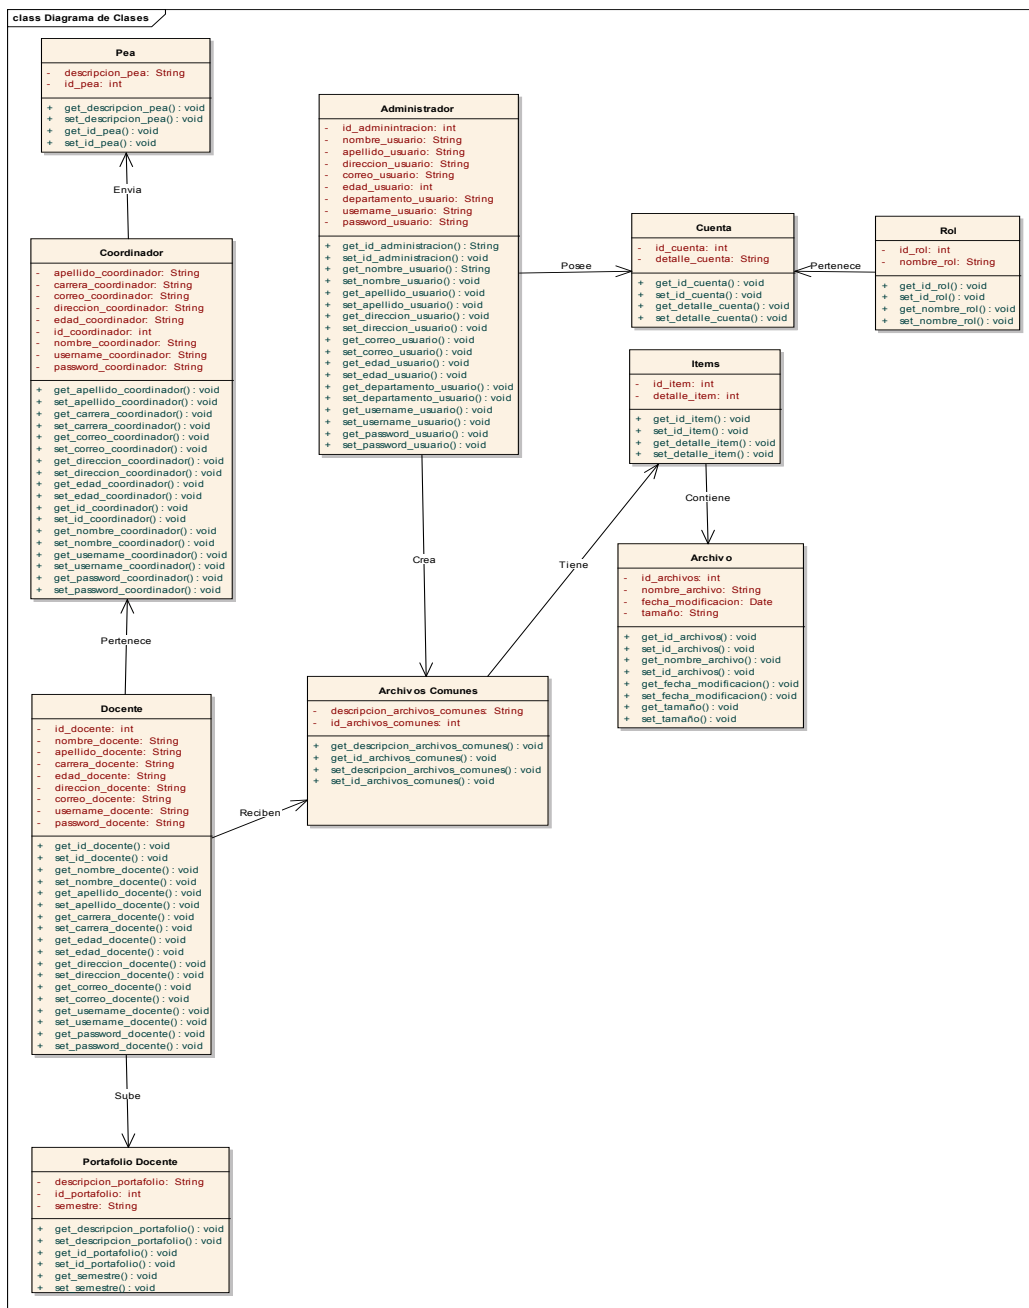 class Diagrama de Clases
Pea
- descripcion_pea: String
- id_pea: int
+ get_descripcion_pea() : void
+ set_descripcion_pea() : void
+ get_id_pea() : void
+ set_id_pea() : void
Envia
Coordinador
- apellido_coordinador: String
- carrera_coordinador: String
- correo_coordinador: String
- direccion_coordinador: String
- edad_coordinador: String
- id_coordinador: int
- nombre_coordinador: String
- username_coordinador: String
- password_coordinador: String
+ get_apellido_coordinador() : void
+ set_apellido_coordinador() : void
+ get_carrera_coordinador() : void
+ set_carrera_coordinador() : void
+ get_correo_coordinador() : void
+ set_correo_coordinador() : void
+ get_direccion_coordinador() : void
+ set_direccion_coordinador() : void
+ get_edad_coordinador() : void
+ set_edad_coordinador() : void
+ get_id_coordinador() : void
+ set_id_coordinador() : void
+ get_nombre_coordinador() : void
+ set_nombre_coordinador() : void
+ get_username_coordinador() : void
+ set_username_coordinador() : void
+ get_password_coordinador() : void
+ set_password_coordinador() : void
Pertenece
Docente
- id_docente: int
- nombre_docente: String
- apellido_docente: String
- carrera_docente: String
- edad_docente: String
- direccion_docente: String
- correo_docente: String
- username_docente: String
- password_docente: String
+ get_id_docente() : void
+ set_id_docente() : void
+ get_nombre_docente() : void
+ set_nombre_docente() : void
+ get_apellido_docente() : void
+ set_apellido_docente() : void
+ get_carrera_docente() : void
+ set_carrera_docente() : void
+ get_edad_docente() : void
+ set_edad_docente() : void
+ get_direccion_docente() : void
+ set_direccion_docente() : void
+ get_correo_docente() : void
+ set_correo_docente() : void
+ get_username_docente() : void
+ set_username_docente() : void
+ get_password_docente() : void
+ set_password_docente() : void
Sube
Portafolio Docente
- descripcion_portafolio: String
- id_portafolio: int
- semestre: String
+ get_descripcion_portafolio() : void
+ set_descripcion_portafolio() : void
+ get_id_portafolio() : void
+ set_id_portafolio() : void
+ get_semestre() : void
+ set_semestre() : void
Administrador
- id_adminintracion: int
- nombre_usuario: String
- apellido_usuario: String
- direccion_usuario: String
- correo_usuario: String
- edad_usuario: int
- departamento_usuario: String
- username_usuario: String
- password_usuario: String
+ get_id_administracion() : String
+ set_id_administracion() : void
+ get_nombre_usuario() : String
+ set_nombre_usuario() : void
+ get_apellido_usuario() : void
+ set_apellido_usuario() : void
+ get_direccion_usuario() : void
+ set_direccion_usuario() : void
+ get_correo_usuario() : void
+ set_correo_usuario() : void
+ get_edad_usuario() : void
+ set_edad_usuario() : void
+ get_departamento_usuario() : void
+ set_departamento_usuario() : void
+ get_username_usuario() : void
+ set_username_usuario() : void
+ get_password_usuario() : void
+ set_password_usuario() : void
Posee
Cuenta
- id_cuenta: int
- detalle_cuenta: String
+ get_id_cuenta() : void
+ set_id_cuenta() : void
+ get_detalle_cuenta() : void
+ set_detalle_cuenta() : void
Pertenece
Rol
- id_rol: int
- nombre_rol: String
+ get_id_rol() : void
+ set_id_rol() : void
+ get_nombre_rol() : void
+ set_nombre_rol() : void
Items
- id_item: int
- detalle_item: int
+ get_id_item() : void
+ set_id_item() : void
+ get_detalle_item() : void
+ set_detalle_item() : void
Contiene
Archivo
- id_archivos: int
- nombre_archivo: String
- fecha_modificacion: Date
- tamaño: String
+ get_id_archivos() : void
+ set_id_archivos() : void
+ get_nombre_archivo() : void
+ set_id_archivos() : void
+ get_fecha_modificacion() : void
+ set_fecha_modificacion() : void
+ get_tamaño() : void
+ set_tamaño() : void
Crea
Tiene
Archivos Comunes
- descripcion_archivos_comunes: String
- id_archivos_comunes: int
+ get_descripcion_archivos_comunes() : void
+ get_id_archivos_comunes() : void
+ set_descripcion_archivos_comunes() : void
+ set_id_archivos_comunes() : void
Reciben